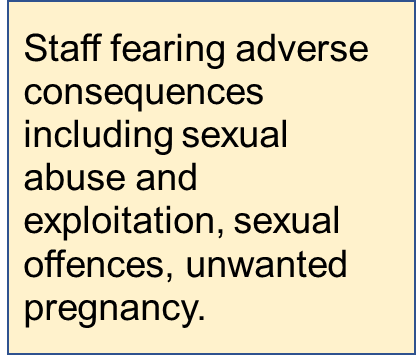 Staff fearing adverse
consequences
including sexual
abuse and
exploitation, sexual
offences, unwanted
pregnancy.